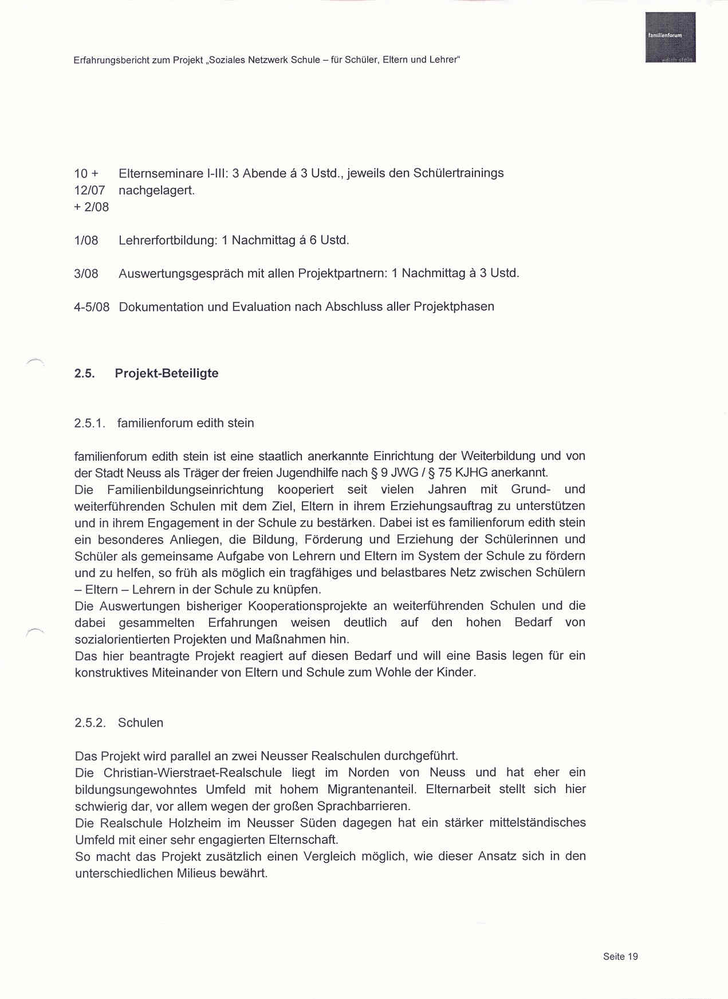 familienforum
edith stein
Erfahrungsbericht zum Projekt „Soziales Netzwerk Schule – für Schüler, Eltern und Lehrer“
10 + Elternseminare I-III: 3 Abende á 3 Ustd., jeweils den Schülertrainings
12/07 nachgelagert.
+ 2/08
1/08 Lehrerfortbildung: 1 Nachmittag á 6 Ustd.
3/08 Auswertungsgespräch mit allen Projektpartnern: 1 Nachmittag à 3 Ustd.
4-5/08 Dokumentation und Evaluation nach Abschluss aller Projektphasen
2.5. Projekt-Beteiligte
2.5.1. familienforum edith stein
familienforum edith stein ist eine staatlich anerkannte Einrichtung der Weiterbildung und von
der Stadt Neuss als Träger der freien Jugendhilfe nach § 9 JWG / § 75 KJHG anerkannt.
Die Familienbildungseinrichtung kooperiert seit vielen Jahren mit Grund- und
weiterführenden Schulen mit dem Ziel, Eltern in ihrem Erziehungsauftrag zu unterstützen
und in ihrem Engagement in der Schule zu bestärken. Dabei ist es familienforum edith stein
ein besonderes Anliegen, die Bildung, Förderung und Erziehung der Schülerinnen und
Schüler als gemeinsame Aufgabe von Lehrern und Eltern im System der Schule zu fördern
und zu helfen, so früh als möglich ein tragfähiges und belastbares Netz zwischen Schülern
– Eltern – Lehrern in der Schule zu knüpfen.
Die Auswertungen bisheriger Kooperationsprojekte an weiterführenden Schulen und die
dabei gesammelten Erfahrungen weisen deutlich auf den hohen Bedarf von
sozialorientierten Projekten und Maßnahmen hin.
Das hier beantragte Projekt reagiert auf diesen Bedarf und will eine Basis legen für ein
konstruktives Miteinander von Eltern und Schule zum Wohle der Kinder.
2.5.2. Schulen
Das Projekt wird parallel an zwei Neusser Realschulen durchgeführt.
Die Christian-Wierstraet-Realschule liegt im Norden von Neuss und hat eher ein
bildungsungewohntes Umfeld mit hohem Migrantenanteil. Elternarbeit stellt sich hier
schwierig dar, vor allem wegen der großen Sprachbarrieren.
Die Realschule Holzheim im Neusser Süden dagegen hat ein stärker mittelständisches
Umfeld mit einer sehr engagierten Elternschaft.
So macht das Projekt zusätzlich einen Vergleich möglich, wie dieser Ansatz sich in den
unterschiedlichen Milieus bewährt.
Seite 19